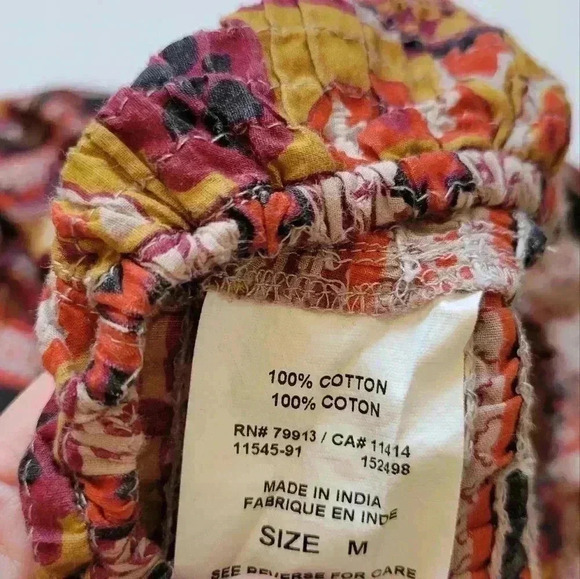 100% COTTON
100% COTON
RN# 79913 / CA# 11414
11545-91 152498
MADE IN INDIA
FABRIQUE EN INDE
SIZE M
SEE REVERSE FOR CARE